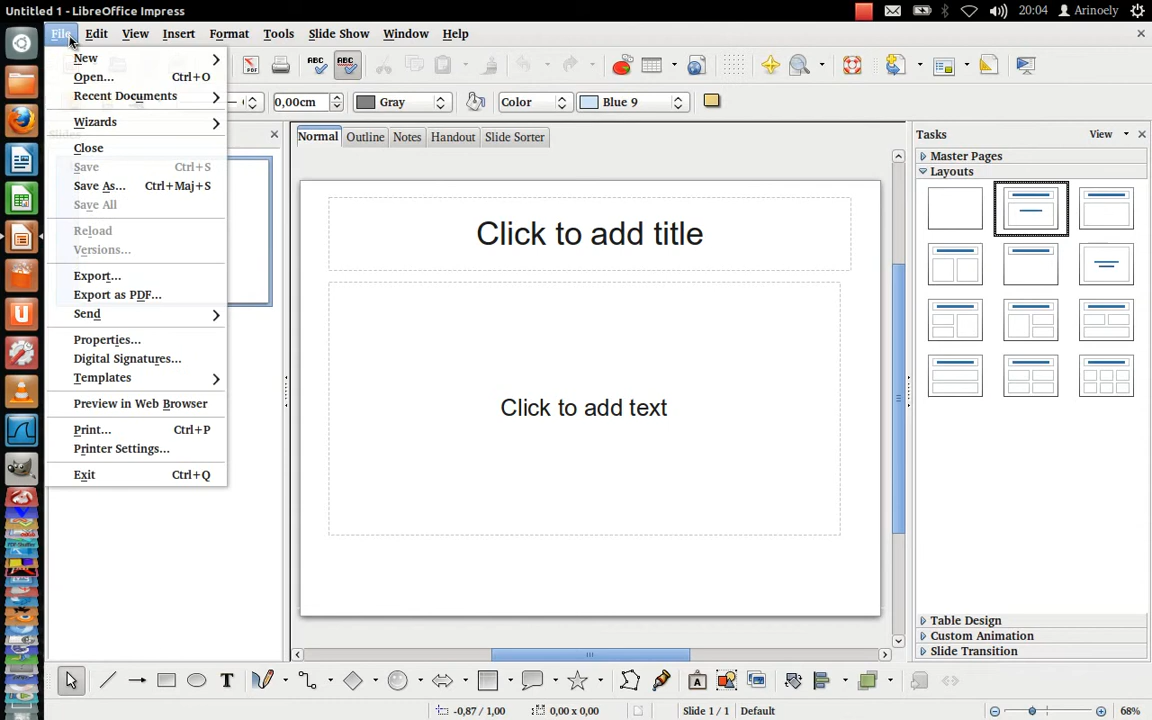 Untitled 1 - LibreOffice Impress
20:04 Arinoely
File Edit View Insert Format Tools Slide Show Window Help
New
Open... Ctrl+O
Recent Documents
Wizards
Close
Save Ctrl+S
Save As... Ctrl+Maj+S
Save All
Reload
Versions...
Export...
Export as PDF...
Send
Properties...
Digital Signatures...
Templates
Preview in Web Browser
Print... Ctrl+P
Printer Settings...
Exit Ctrl+Q
ABC ABC
0,00cm Gray Color Blue 9
Normal Outline Notes Handout Slide Sorter
Click to add title
Click to add text
Tasks View
Master Pages
Layouts
Table Design
Custom Animation
Slide Transition
-0,87 / 1,00 0,00 x 0,00 Slide 1 / 1 Default 68%